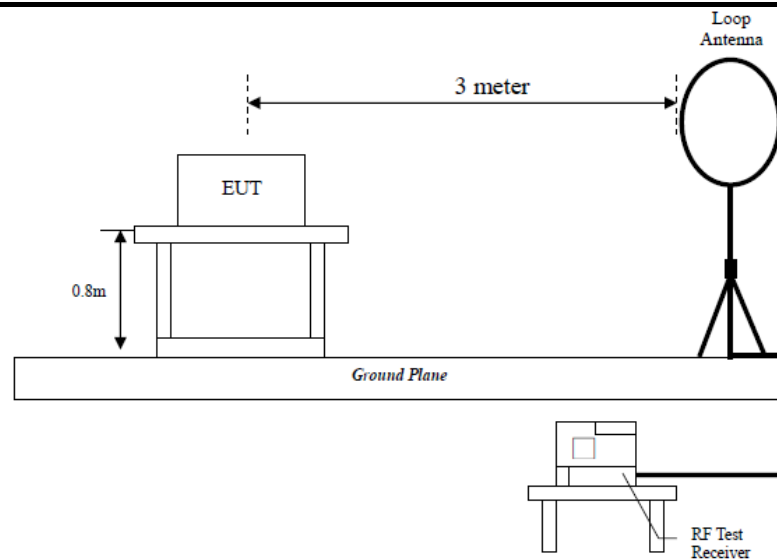 Loop
Antenna
3 meter
EUT
0.8m
Ground Plane
RF Test
Receiver